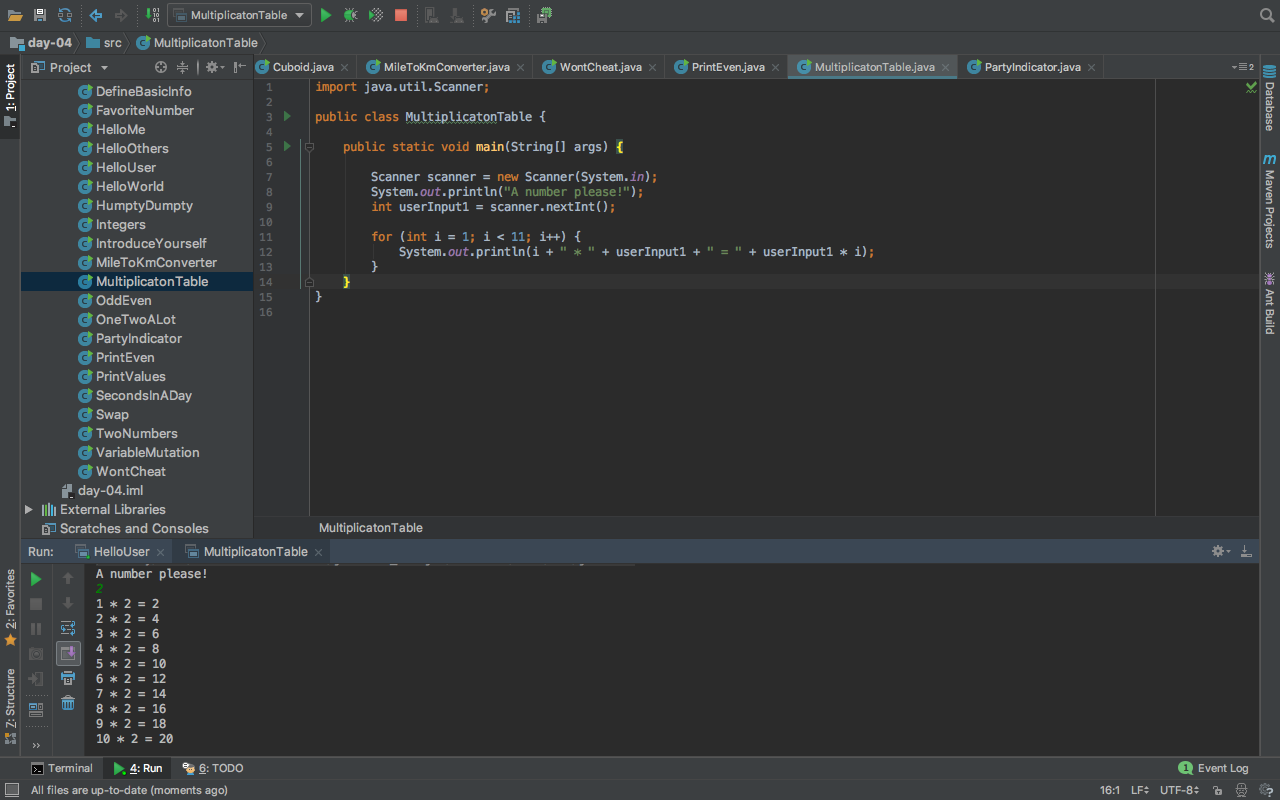 MultiplicatonTable
day-04 src MultiplicatonTable
Project
Cuboid.java MileToKmConverter.java WontCheat.java PrintEven.java MultiplicatonTable.java PartyIndicator.java
2
1: Project
DefineBasicInfo
FavoriteNumber
HelloMe
HelloOthers
HelloUser
HelloWorld
HumptyDumpty
Integers
IntroduceYourself
MileToKmConverter
MultiplicatonTable
OddEven
OneTwoALot
PartyIndicator
PrintEven
PrintValues
SecondsInADay
Swap
TwoNumbers
VariableMutation
WontCheat
day-04.iml
External Libraries
Scratches and Consoles
1 import java.util.Scanner;
2
3 public class MultiplicatonTable {
4
5 public static void main(String[] args) {
6
7 Scanner scanner = new Scanner(System.in);
8 System.out.println("A number please!");
9 int userInput1 = scanner.nextInt();
10
11 for (int i = 1; i < 11; i++) {
12 System.out.println(i + " * " + userInput1 + " = " + userInput1 * i);
13 }
14 }
15 }
16
MultiplicatonTable
Database
Maven Projects
Ant Build
Run: HelloUser MultiplicatonTable
A number please!
2
1 * 2 = 2
2 * 2 = 4
3 * 2 = 6
4 * 2 = 8
5 * 2 = 10
6 * 2 = 12
7 * 2 = 14
8 * 2 = 16
9 * 2 = 18
10 * 2 = 20
2: Favorites
7: Structure
Terminal 4: Run 6: TODO
1 Event Log
All files are up-to-date (moments ago)
16:1 LF UTF-8